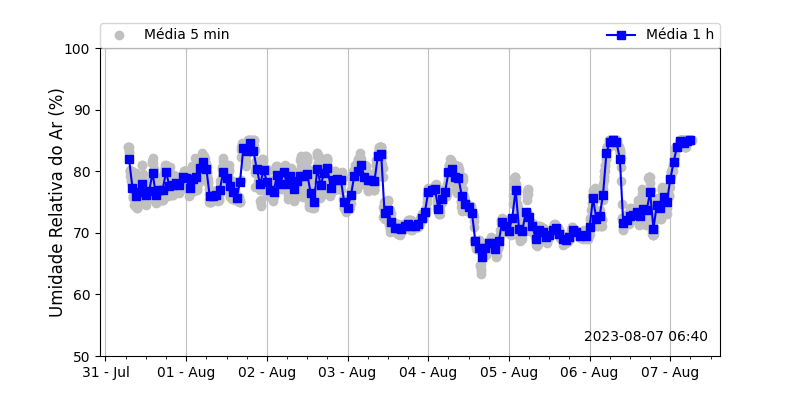 Média 5 min
Média 1 h
Umidade Relativa do Ar (%)
100
90
80
70
60
50
2023-08-07 06:40
31 - Jul
01 - Aug
02 - Aug
03 - Aug
04 - Aug
05 - Aug
06 - Aug
07 - Aug